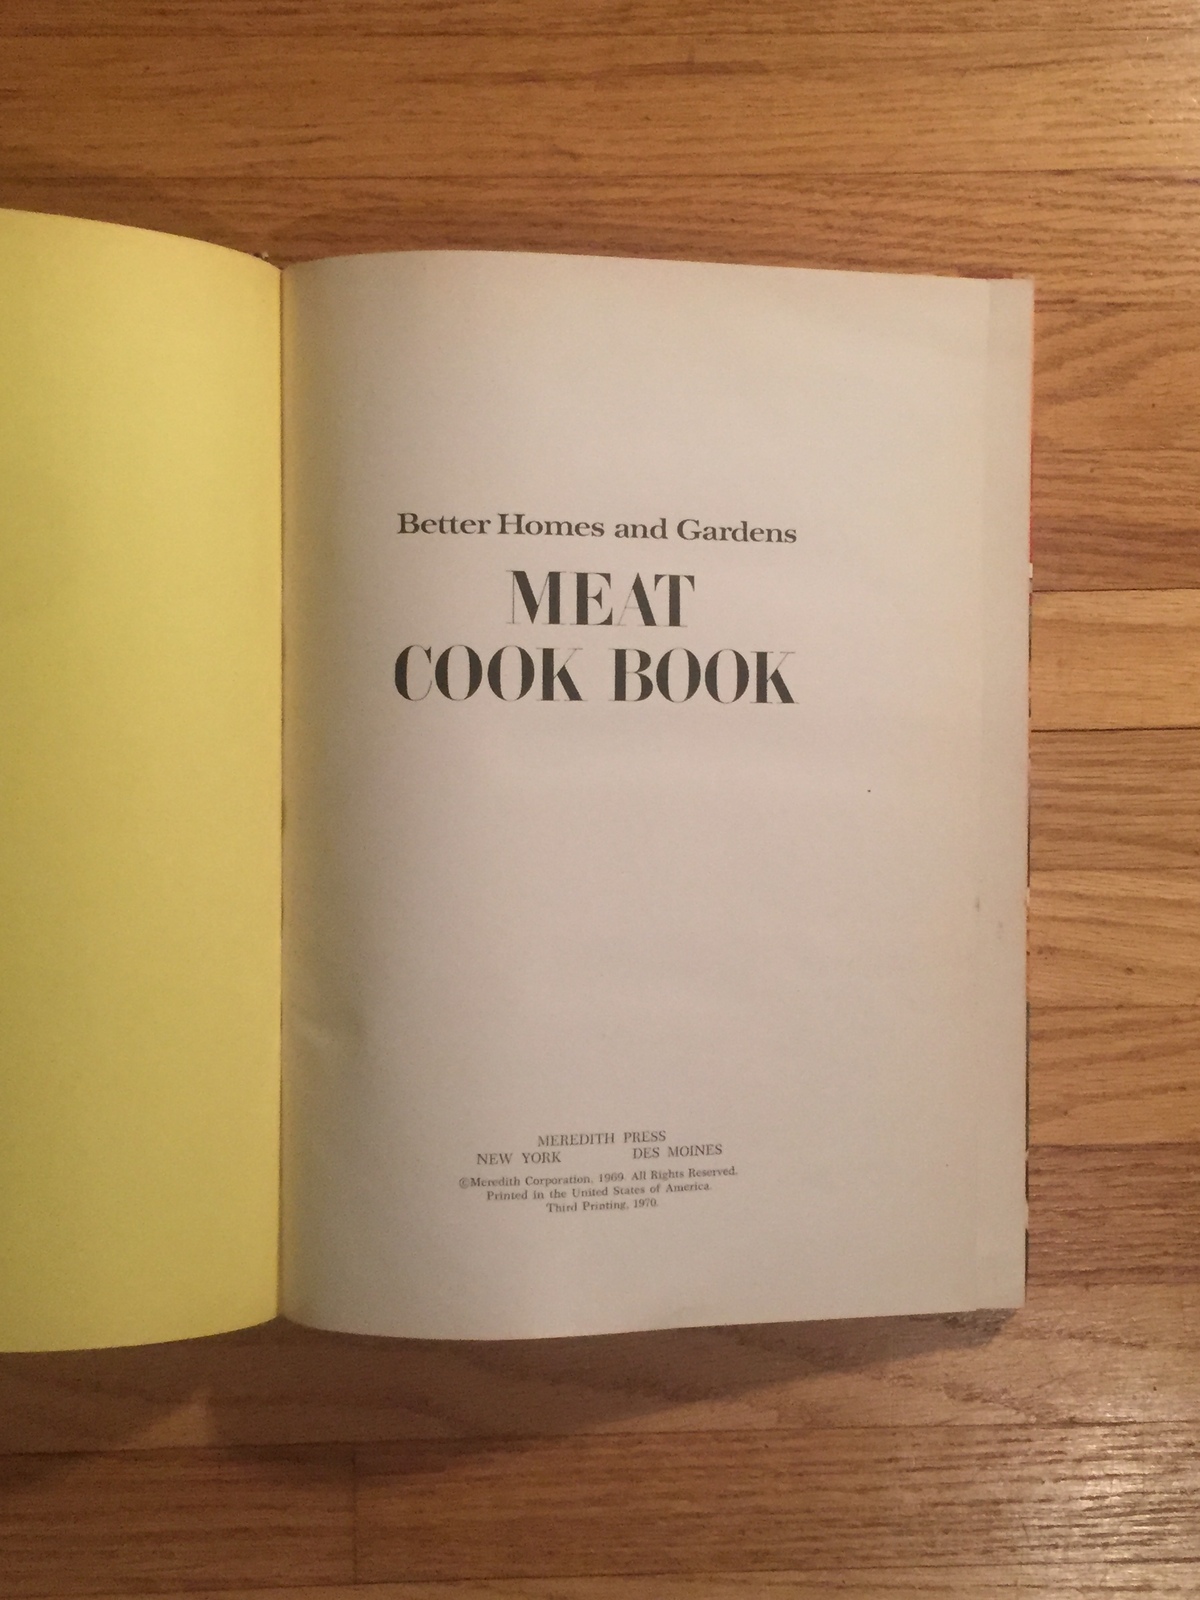 Better Homes and Gardens
MEAT
COOK BOOK
MEREDITH PRESS
NEW YORK DES MOINES
©Meredith Corporation, 1969. All Rights Reserved.
Printed in the United States of America.
Third Printing, 1970.